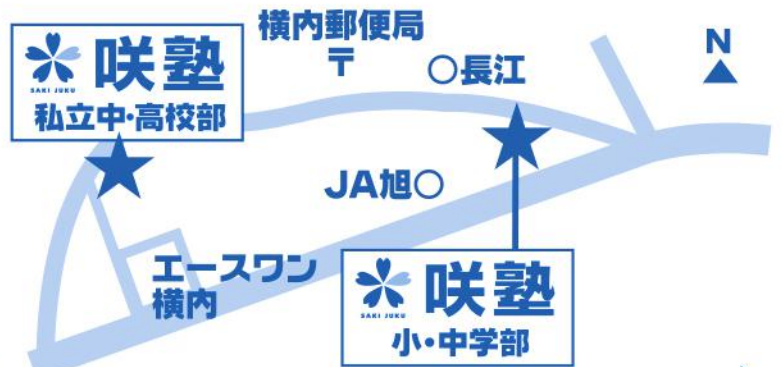 横内郵便局
〒
N
咲塾
SAKI JUKU
私立中・高校部
○長江
JA旭○
エースワン
横内
咲塾
SAKI JUKU
小・中学部